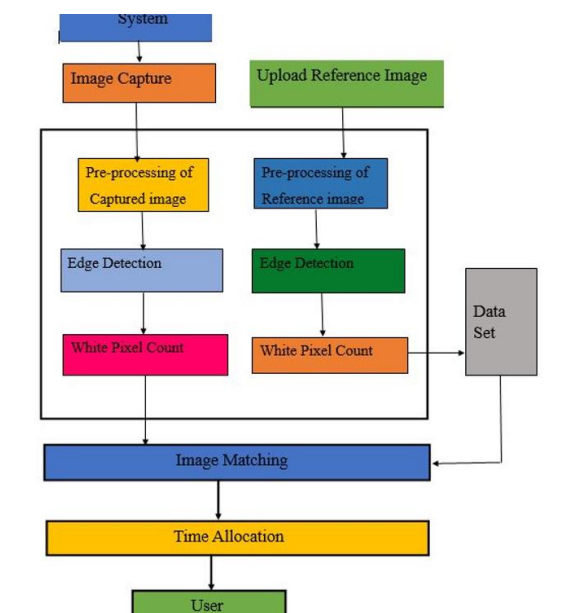 System
Image Capture
Upload Reference Image
Pre-processing of
Captured image
Pre-processing of
Reference image
Edge Detection
Edge Detection
White Pixel Count
White Pixel Count
Data
Set
Image Matching
Time Allocation
User